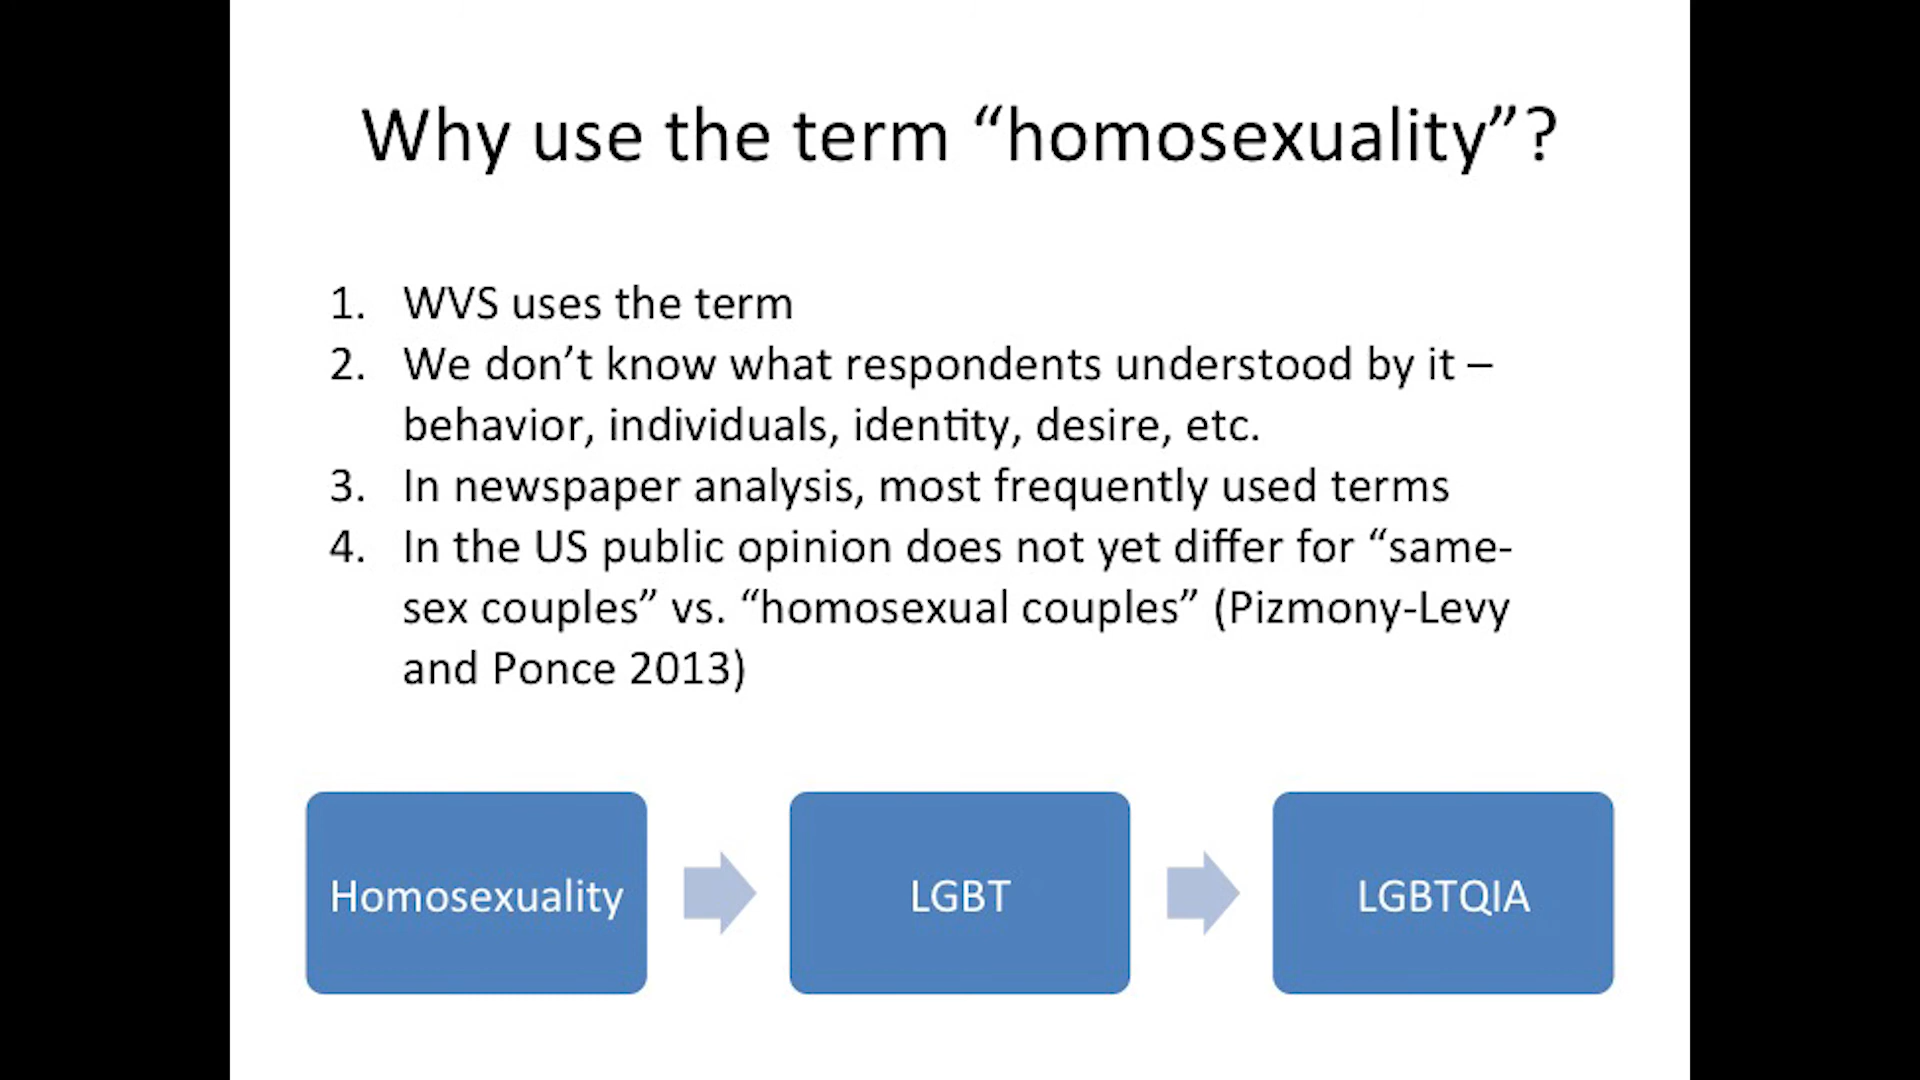 Why use the term “homosexuality”?
1. WVS uses the term
2. We don’t know what respondents understood by it –
behavior, individuals, identity, desire, etc.
3. In newspaper analysis, most frequently used terms
4. In the US public opinion does not yet differ for “same-
sex couples” vs. “homosexual couples” (Pizmony-Levy
and Ponce 2013)
Homosexuality
LGBT
LGBTQIA